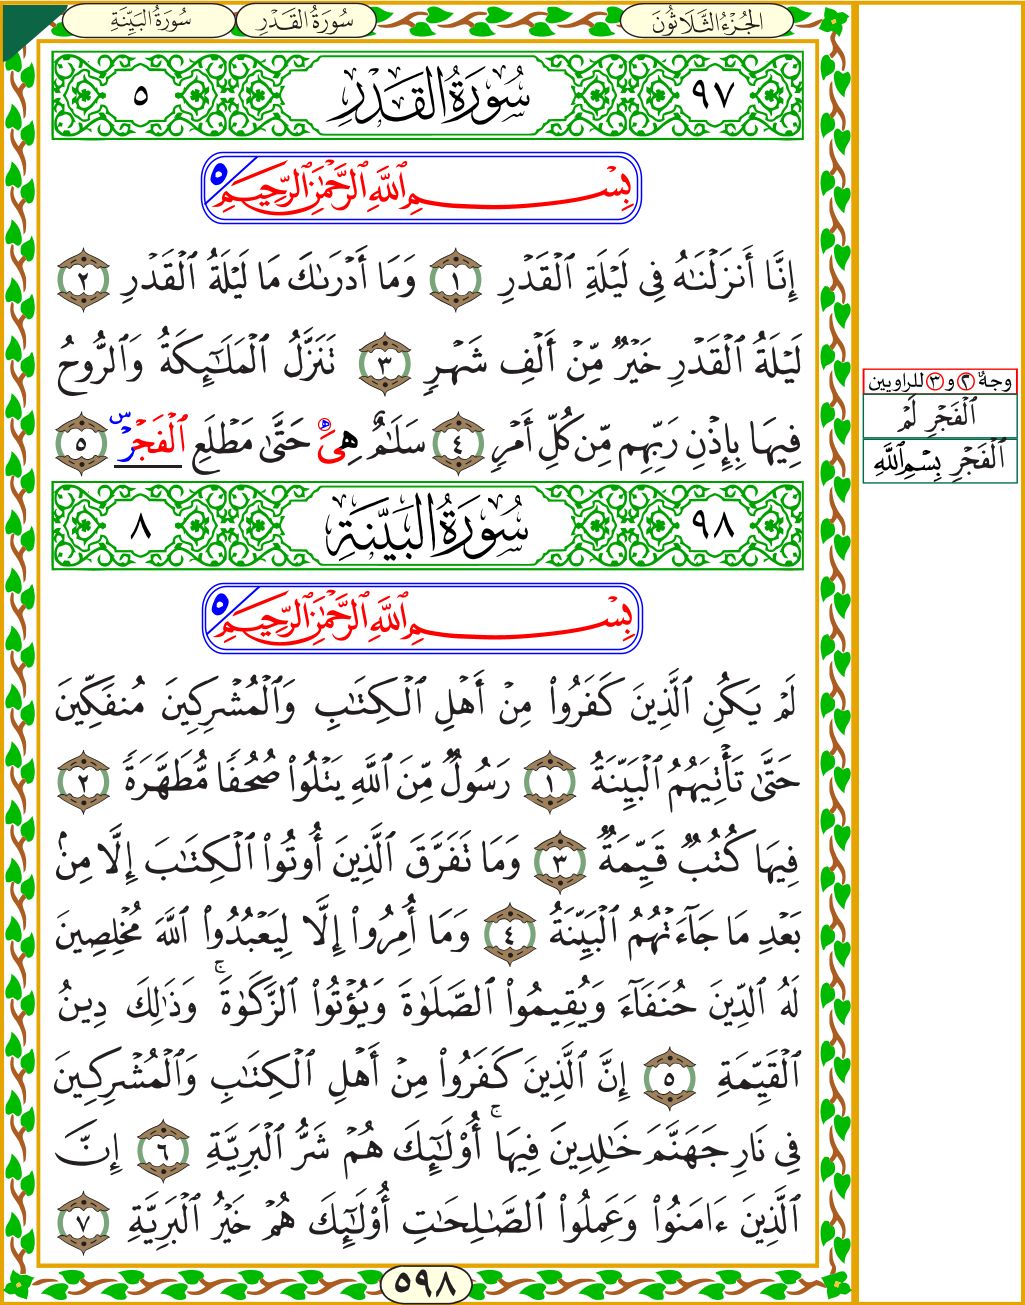 الجُزْءُ الثَّلَاثُونَ سُورَةُ القَدْرِ سُورَةُ البَيِّنَةِ
٩٧ سُورَةُ القَدْرِ ٥
بِسْمِ ٱللَّهِ ٱلرَّحْمَٰنِ ٱلرَّحِيمِ ٥
إِنَّا أَنزَلْنَٰهُ فِى لَيْلَةِ ٱلْقَدْرِ ١ وَمَا أَدْرَىٰكَ مَا لَيْلَةُ ٱلْقَدْرِ ٢
لَيْلَةُ ٱلْقَدْرِ خَيْرٌ مِّنْ أَلْفِ شَهْرٍ ٣ تَنَزَّلُ ٱلْمَلَٰٓئِكَةُ وَٱلرُّوحُ
فِيهَا بِإِذْنِ رَبِّهِم مِّن كُلِّ أَمْرٍ ٤ سَلَٰمٌ هِىَ ه حَتَّىٰ مَطْلَعِ ٱلْفَجْرِ س ٥
وجهٌ ٢ و ٣ للراويين
ٱلْفَجْرِ لَمْ
ٱلْفَجْرِ بِسْمِ ٱللَّهِ
٩٨ سُورَةُ البَيِّنَةِ ٨
بِسْمِ ٱللَّهِ ٱلرَّحْمَٰنِ ٱلرَّحِيمِ ٥
لَمْ يَكُنِ ٱلَّذِينَ كَفَرُوا۟ مِنْ أَهْلِ ٱلْكِتَٰبِ وَٱلْمُشْرِكِينَ مُنفَكِّينَ
حَتَّىٰ تَأْتِيَهُمُ ٱلْبَيِّنَةُ ١ رَسُولٌ مِّنَ ٱللَّهِ يَتْلُوا۟ صُحُفًا مُّطَهَّرَةً ٢
فِيهَا كُتُبٌ قَيِّمَةٌ ٣ وَمَا تَفَرَّقَ ٱلَّذِينَ أُوتُوا۟ ٱلْكِتَٰبَ إِلَّا مِنۢ
بَعْدِ مَا جَآءَتْهُمُ ٱلْبَيِّنَةُ ٤ وَمَا أُمِرُوا۟ إِلَّا لِيَعْبُدُوا۟ ٱللَّهَ مُخْلِصِينَ
لَهُ ٱلدِّينَ حُنَفَآءَ وَيُقِيمُوا۟ ٱلصَّلَوٰةَ وَيُؤْتُوا۟ ٱلزَّكَوٰةَۚ وَذَٰلِكَ دِينُ
ٱلْقَيِّمَةِ ٥ إِنَّ ٱلَّذِينَ كَفَرُوا۟ مِنْ أَهْلِ ٱلْكِتَٰبِ وَٱلْمُشْرِكِينَ
فِى نَارِ جَهَنَّمَ خَٰلِدِينَ فِيهَاۚ أُو۟لَٰٓئِكَ هُمْ شَرُّ ٱلْبَرِيَّةِ ٦ إِنَّ
ٱلَّذِينَ ءَامَنُوا۟ وَعَمِلُوا۟ ٱلصَّٰلِحَٰتِ أُو۟لَٰٓئِكَ هُمْ خَيْرُ ٱلْبَرِيَّةِ ٧
٥٩٨